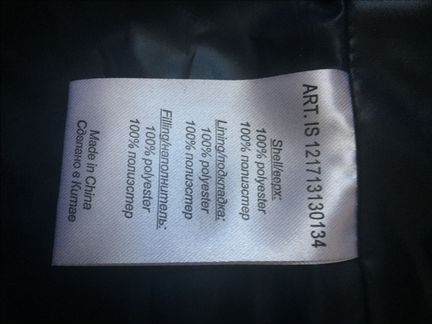 ART. IS 121713130134
Shell/верх:
100% polyester
100% полиэстер
Lining/подкладка:
100% polyester
100% полиэстер
Filling/наполнитель:
100% polyester
100% полиэстер
Made in China
Сделано в Китае